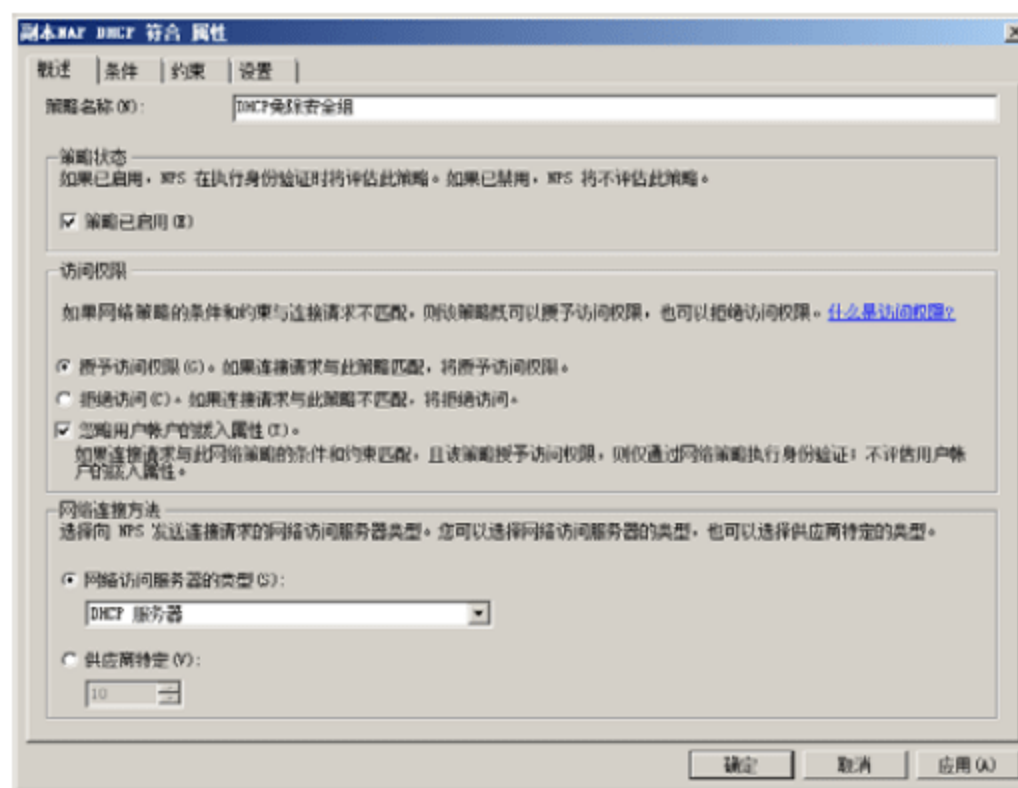 副本NAP DHCP 符合 属性
概述 条件 约束 设置
策略名称(N): DHCP免除安全组
策略状态
如果已启用，NPS 在执行身份验证时将评估此策略。如果已禁用，NPS 将不评估此策略。
策略已启用(E)
访问权限
如果网络策略的条件和约束与连接请求不匹配，则该策略既可以授予访问权限，也可以拒绝访问权限。什么是访问权限?
授予访问权限(G)。如果连接请求与此策略匹配，将授予访问权限。
拒绝访问(C)。如果连接请求与此策略不匹配，将拒绝访问。
忽略用户帐户的拨入属性(I)。
如果连接请求与此网络策略的条件和约束匹配，且该策略授予访问权限，则仅通过网络策略执行身份验证；不评估用户帐
户的拨入属性。
网络连接方法
选择向 NPS 发送连接请求的网络访问服务器类型。您可以选择网络访问服务器的类型，也可以选择供应商特定的类型。
网络访问服务器的类型(S):
DHCP 服务器
供应商特定(V):
10
确定 取消 应用(A)